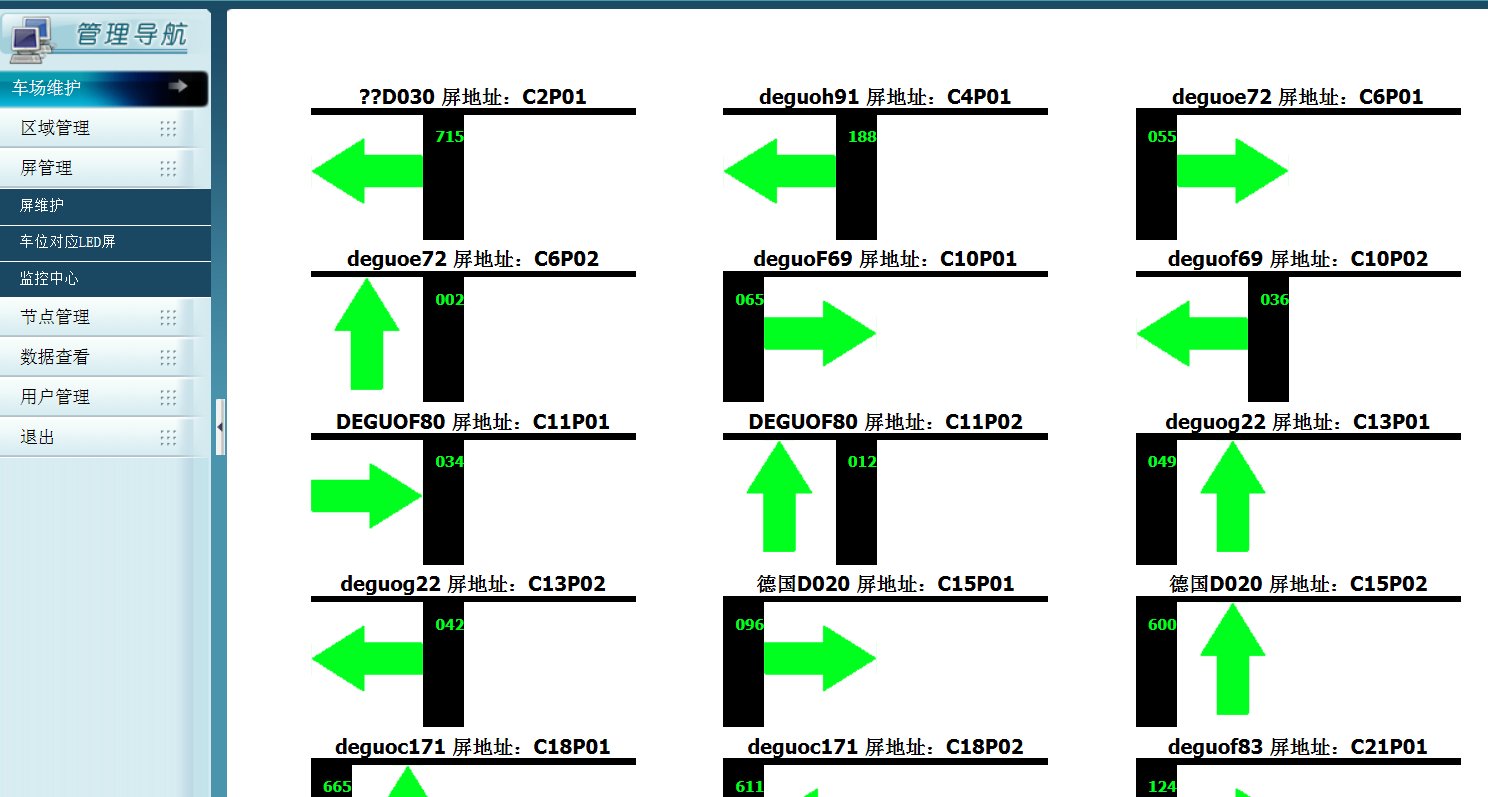 管理导航
车场维护
区域管理
屏管理
屏维护
车位对应LED屏
监控中心
节点管理
数据查看
用户管理
退出
??D030 屏地址：C2P01
715
deguoh91 屏地址：C4P01
188
deguoe72 屏地址：C6P01
055
deguoe72 屏地址：C6P02
002
deguoF69 屏地址：C10P01
065
deguof69 屏地址：C10P02
036
DEGUOF80 屏地址：C11P01
034
DEGUOF80 屏地址：C11P02
012
deguog22 屏地址：C13P01
049
deguog22 屏地址：C13P02
042
德国D020 屏地址：C15P01
096
德国D020 屏地址：C15P02
600
deguoc171 屏地址：C18P01
665
deguoc171 屏地址：C18P02
611
deguof83 屏地址：C21P01
124